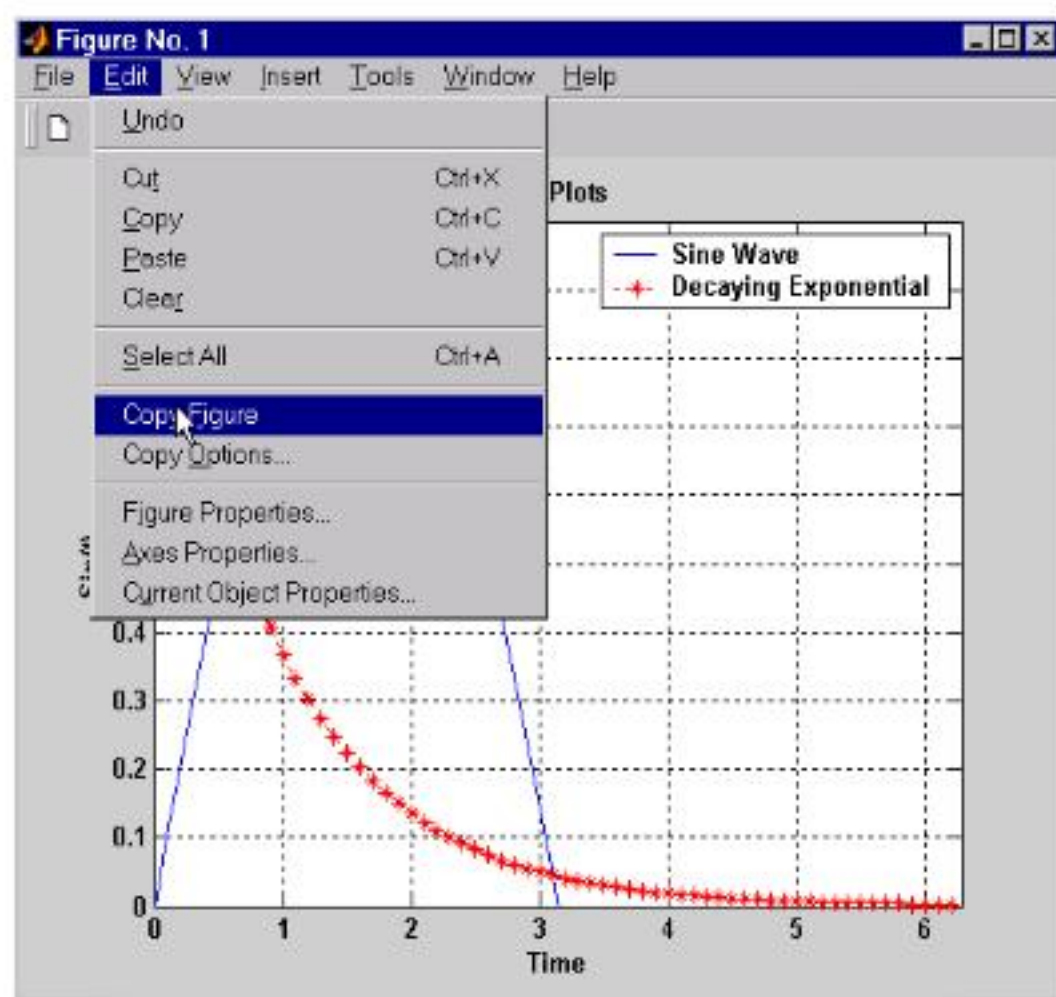 Figure No. 1
File Edit View Insert Tools Window Help
Undo
Cut Ctrl+X
Copy Ctrl+C
Paste Ctrl+V
Clear
Select All Ctrl+A
Copy Figure
Copy Options...
Figure Properties...
Axes Properties...
Current Object Properties...
Plots
Sine Wave
Decaying Exponential
0.4
0.3
0.2
0.1
0
0 1 2 3 4 5 6
Time